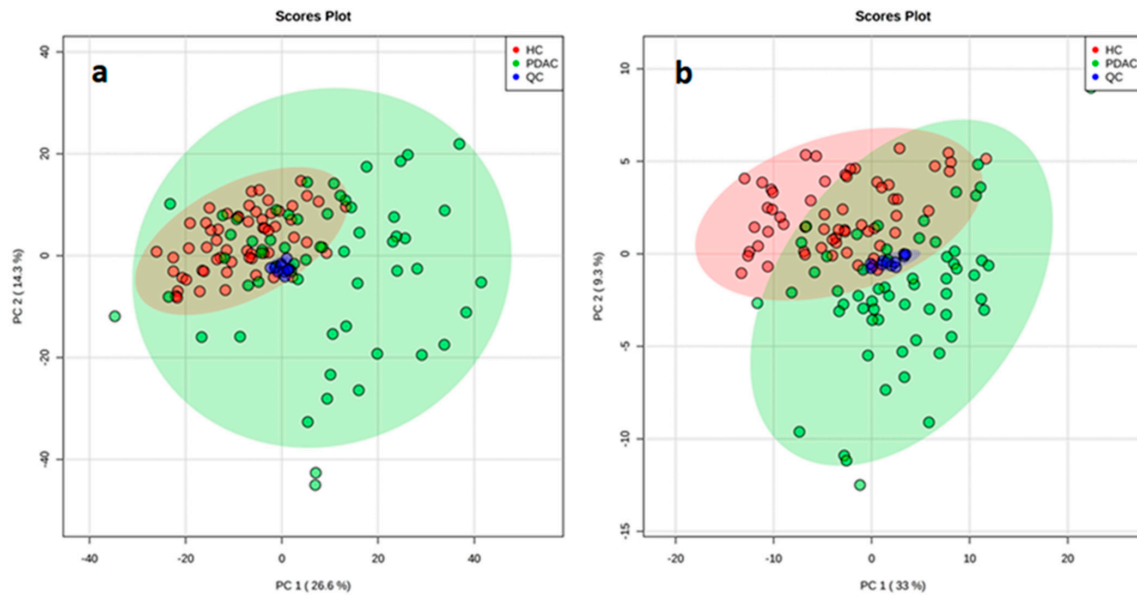 Scores Plot
a
HC
PDAC
QC
PC 2 ( 14.3 %)
40
20
0
-20
-40
-40
-20
0
20
40
PC 1 ( 26.6 %)
Scores Plot
b
HC
PDAC
QC
PC 2 ( 9.3 %)
10
5
0
-5
-10
-15
-20
-10
0
10
20
PC 1 ( 33 %)